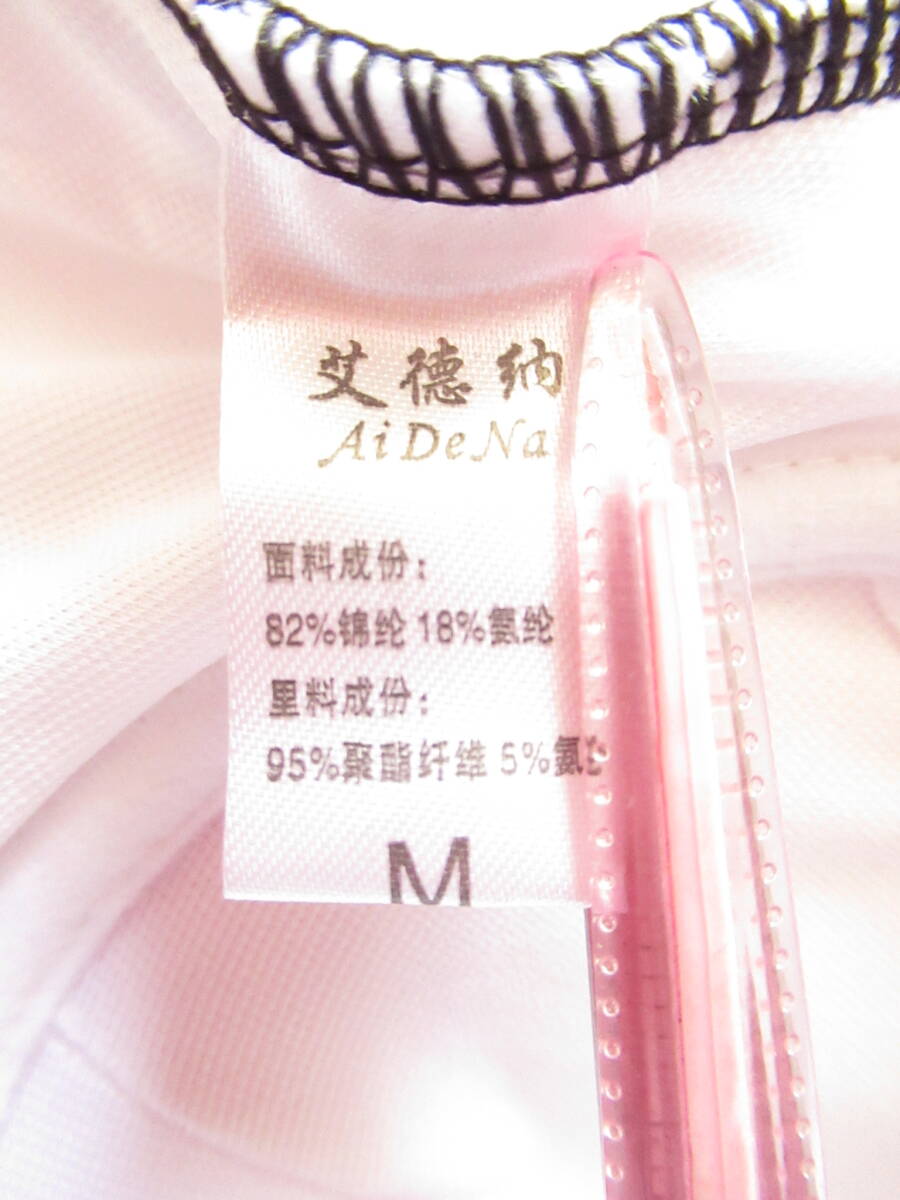 艾德纳
AiDeNa
面料成份：
82%锦纶 18%氨纶
里料成份：
95%聚酯纤维 5%氨纶
M